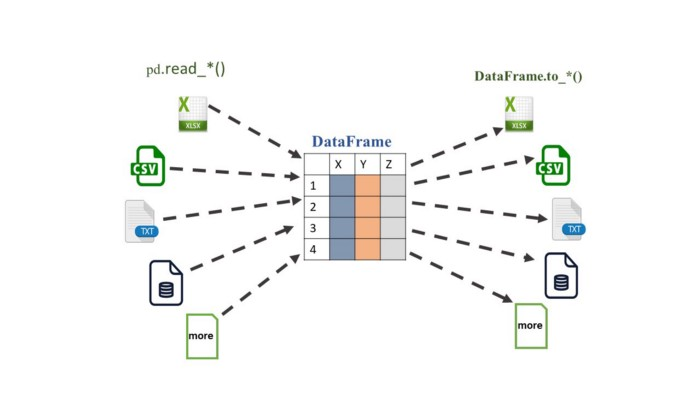 pd.read_*()
DataFrame.to_*()
X
XLSX
X
XLSX
DataFrame
CSV
X Y Z
CSV
1
2
TXT
TXT
3
4
more
more